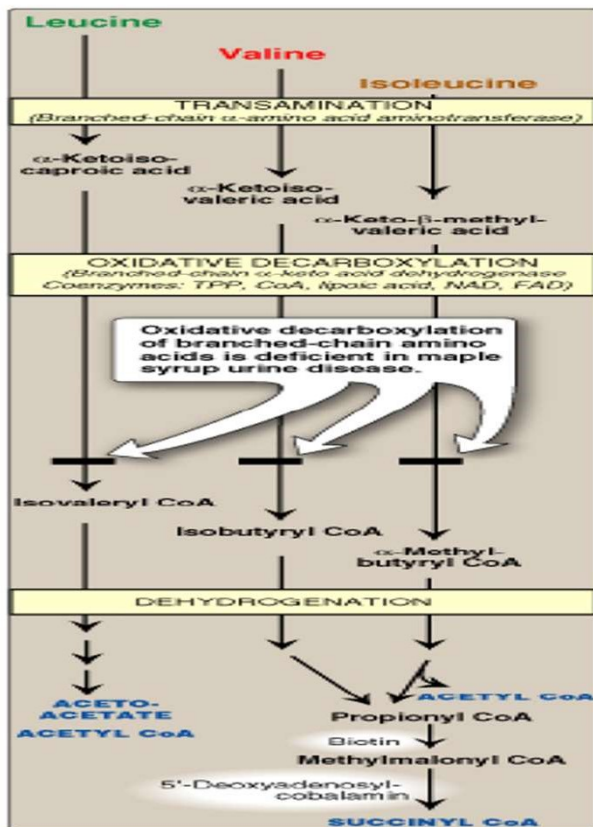 Leucine
Valine
Isoleucine
TRANSAMINATION
(Branched-chain α-amino acid aminotransferase)
α-Ketoiso-
caproic acid
α-Ketoiso-
valeric acid
α-Keto-β-methyl-
valeric acid
OXIDATIVE DECARBOXYLATION
(Branched-chain α-keto acid dehydrogenase
Coenzymes: TPP, CoA, lipoic acid, NAD, FAD)
Oxidative decarboxylation
of branched-chain amino
acids is deficient in maple
syrup urine disease.
Isovaleryl CoA
Isobutyryl CoA
α-Methyl-
butyryl CoA
DEHYDROGENATION
ACETO-
ACETATE
ACETYL CoA
ACETYL CoA
Propionyl CoA
Biotin
Methylmalonyl CoA
5'-Deoxyadenosyl-
cobalamin
SUCCINYL CoA